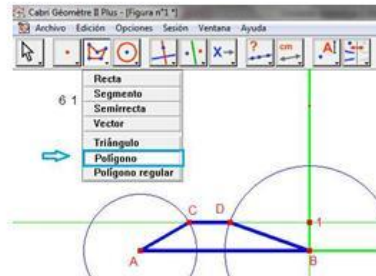 Cabri Géomètre II Plus - [Figura nº1 *]
Archivo Edición Opciones Sesión Ventana Ayuda
? cm A
6 1
Recta
Segmento
Semirrecta
Vector
Triángulo
Polígono
Polígono regular
C D 1
A B